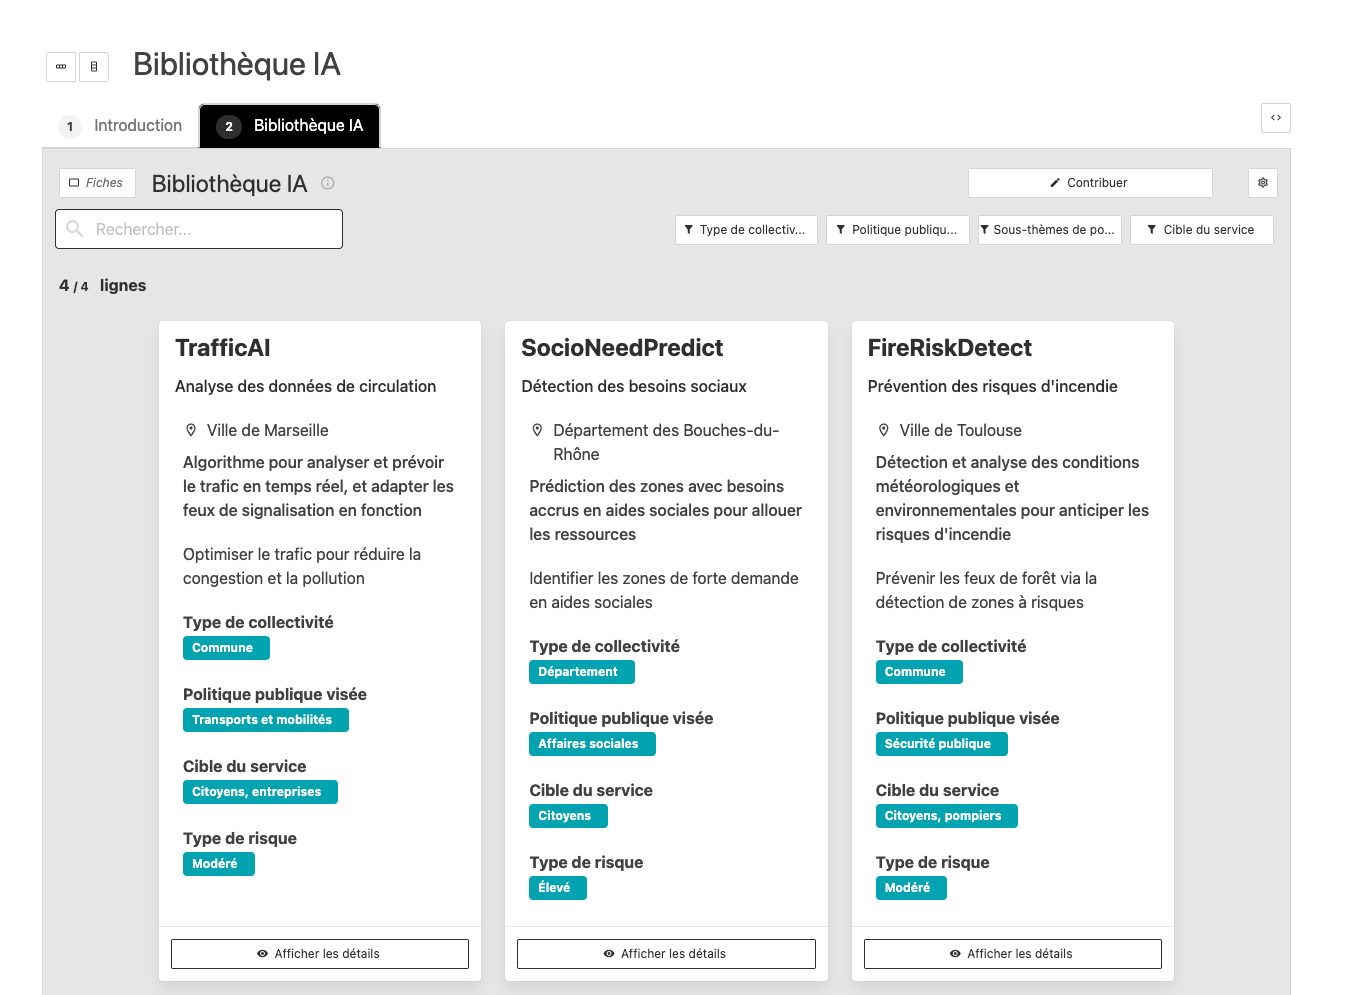 Bibliothèque IA
1 Introduction
2 Bibliothèque IA
Fiches
Bibliothèque IA
Contribuer
Rechercher...
Type de collectiv...
Politique publiqu...
Sous-thèmes de po...
Cible du service
4 / 4 lignes
TrafficAI
Analyse des données de circulation
Ville de Marseille
Algorithme pour analyser et prévoir
le trafic en temps réel, et adapter les
feux de signalisation en fonction
Optimiser le trafic pour réduire la
congestion et la pollution
Type de collectivité
Commune
Politique publique visée
Transports et mobilités
Cible du service
Citoyens, entreprises
Type de risque
Modéré
Afficher les détails
SocioNeedPredict
Détection des besoins sociaux
Département des Bouches-du-
Rhône
Prédiction des zones avec besoins
accrus en aides sociales pour allouer
les ressources
Identifier les zones de forte demande
en aides sociales
Type de collectivité
Département
Politique publique visée
Affaires sociales
Cible du service
Citoyens
Type de risque
Élevé
Afficher les détails
FireRiskDetect
Prévention des risques d'incendie
Ville de Toulouse
Détection et analyse des conditions
météorologiques et
environnementales pour anticiper les
risques d'incendie
Prévenir les feux de forêt via la
détection de zones à risques
Type de collectivité
Commune
Politique publique visée
Sécurité publique
Cible du service
Citoyens, pompiers
Type de risque
Modéré
Afficher les détails